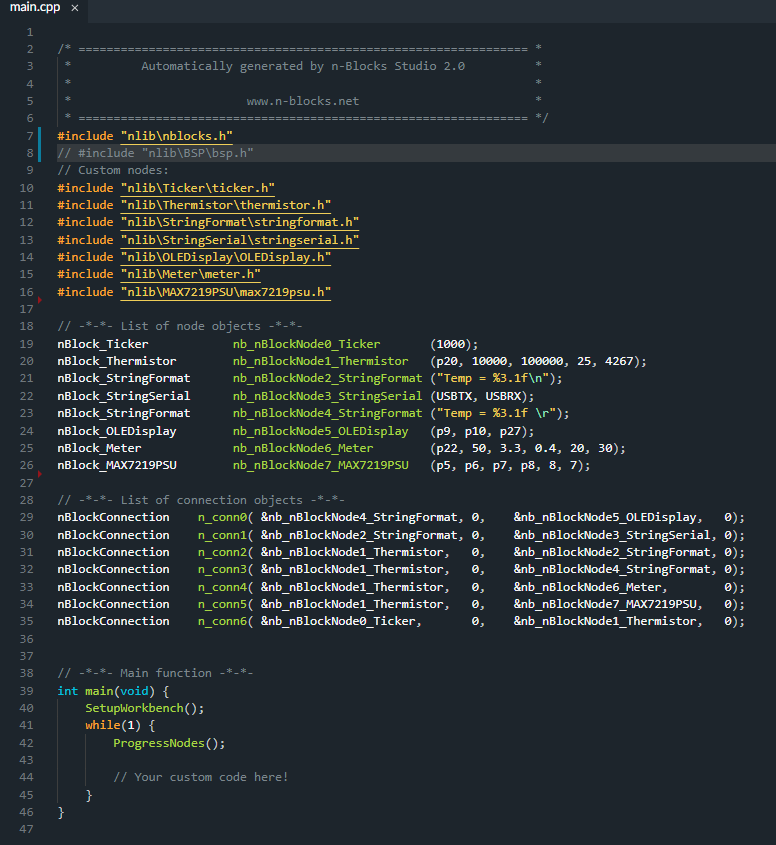 main.cpp ×
1
2 /* ================================================================ *
3 * Automatically generated by n-Blocks Studio 2.0 *
4 * *
5 * www.n-blocks.net *
6 * ================================================================ */
7 #include "nlib\nblocks.h"
8 // #include "nlib\BSP\bsp.h"
9 // Custom nodes:
10 #include "nlib\Ticker\ticker.h"
11 #include "nlib\Thermistor\thermistor.h"
12 #include "nlib\StringFormat\stringformat.h"
13 #include "nlib\StringSerial\stringserial.h"
14 #include "nlib\OLEDisplay\OLEDisplay.h"
15 #include "nlib\Meter\meter.h"
16 #include "nlib\MAX7219PSU\max7219psu.h"
17
18 // -*-*- List of node objects -*-*-
19 nBlock_Ticker nb_nBlockNode0_Ticker (1000);
20 nBlock_Thermistor nb_nBlockNode1_Thermistor (p20, 10000, 100000, 25, 4267);
21 nBlock_StringFormat nb_nBlockNode2_StringFormat ("Temp = %3.1f\n");
22 nBlock_StringSerial nb_nBlockNode3_StringSerial (USBTX, USBRX);
23 nBlock_StringFormat nb_nBlockNode4_StringFormat ("Temp = %3.1f \r");
24 nBlock_OLEDisplay nb_nBlockNode5_OLEDisplay (p9, p10, p27);
25 nBlock_Meter nb_nBlockNode6_Meter (p22, 50, 3.3, 0.4, 20, 30);
26 nBlock_MAX7219PSU nb_nBlockNode7_MAX7219PSU (p5, p6, p7, p8, 8, 7);
27
28 // -*-*- List of connection objects -*-*-
29 nBlockConnection n_conn0( &nb_nBlockNode4_StringFormat, 0, &nb_nBlockNode5_OLEDisplay, 0);
30 nBlockConnection n_conn1( &nb_nBlockNode2_StringFormat, 0, &nb_nBlockNode3_StringSerial, 0);
31 nBlockConnection n_conn2( &nb_nBlockNode1_Thermistor, 0, &nb_nBlockNode2_StringFormat, 0);
32 nBlockConnection n_conn3( &nb_nBlockNode1_Thermistor, 0, &nb_nBlockNode4_StringFormat, 0);
33 nBlockConnection n_conn4( &nb_nBlockNode1_Thermistor, 0, &nb_nBlockNode6_Meter, 0);
34 nBlockConnection n_conn5( &nb_nBlockNode1_Thermistor, 0, &nb_nBlockNode7_MAX7219PSU, 0);
35 nBlockConnection n_conn6( &nb_nBlockNode0_Ticker, 0, &nb_nBlockNode1_Thermistor, 0);
36
37
38 // -*-*- Main function -*-*-
39 int main(void) {
40 SetupWorkbench();
41 while(1) {
42 ProgressNodes();
43
44 // Your custom code here!
45 }
46 }
47